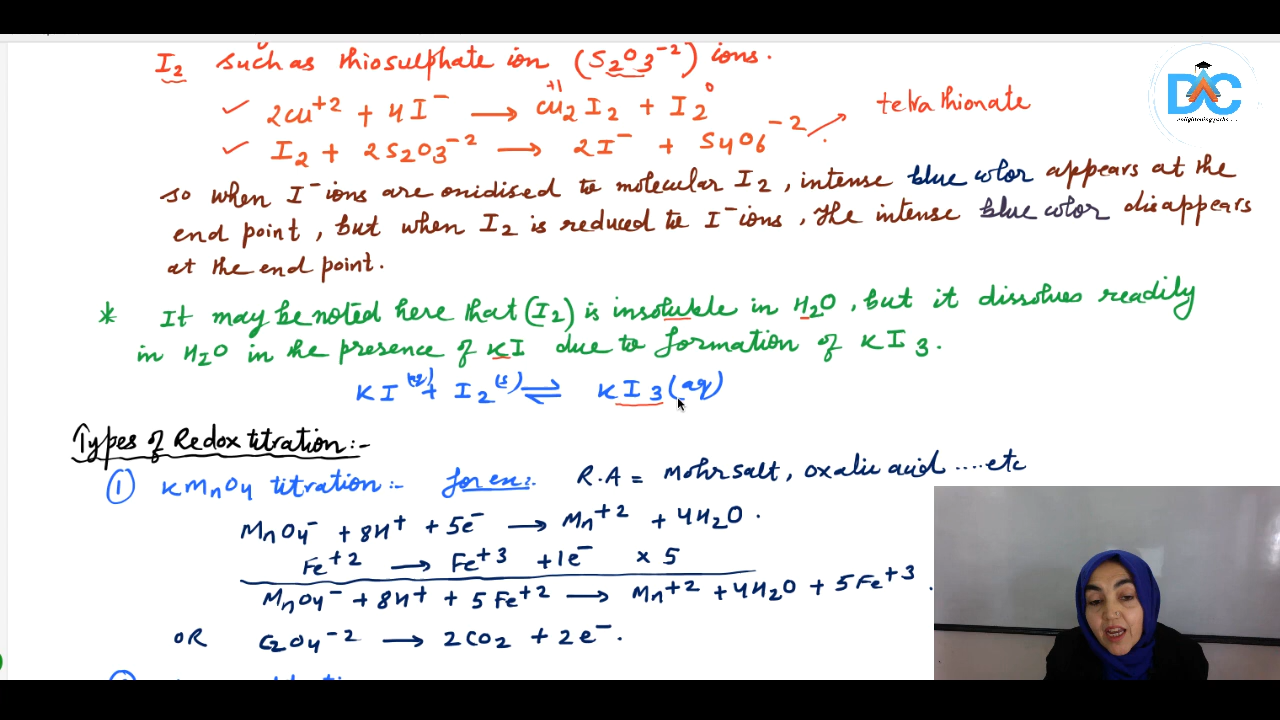 I2 such as thiosulphate ion (S2O3⁻²) ions.
✓ 2Cu⁺² + 4I⁻ → Cu2⁺¹I2 + I2⁰
tetrathionate
✓ I2 + 2S2O3⁻² → 2I⁻ + S4O6⁻²
so when I⁻ ions are oxidised to molecular I2, intense blue color appears at the
end point, but when I2 is reduced to I⁻ ions, the intense blue color disappears
at the end point.
* It may be noted here that (I2) is insoluble in H2O, but it dissolves readily
in H2O in the presence of KI due to formation of KI3.
KI(aq) + I2(s) ⇌ KI3(aq)
Types of Redox titration:-
① KMnO4 titration:- for ex:- R.A = Mohr salt, oxalic acid ....etc
MnO4⁻ + 8H⁺ + 5e⁻ → Mn⁺² + 4H2O.
Fe⁺² → Fe⁺³ + 1e⁻ × 5
MnO4⁻ + 8H⁺ + 5Fe⁺² → Mn⁺² + 4H2O + 5Fe⁺³.
OR C2O4⁻² → 2CO2 + 2e⁻.
DAC